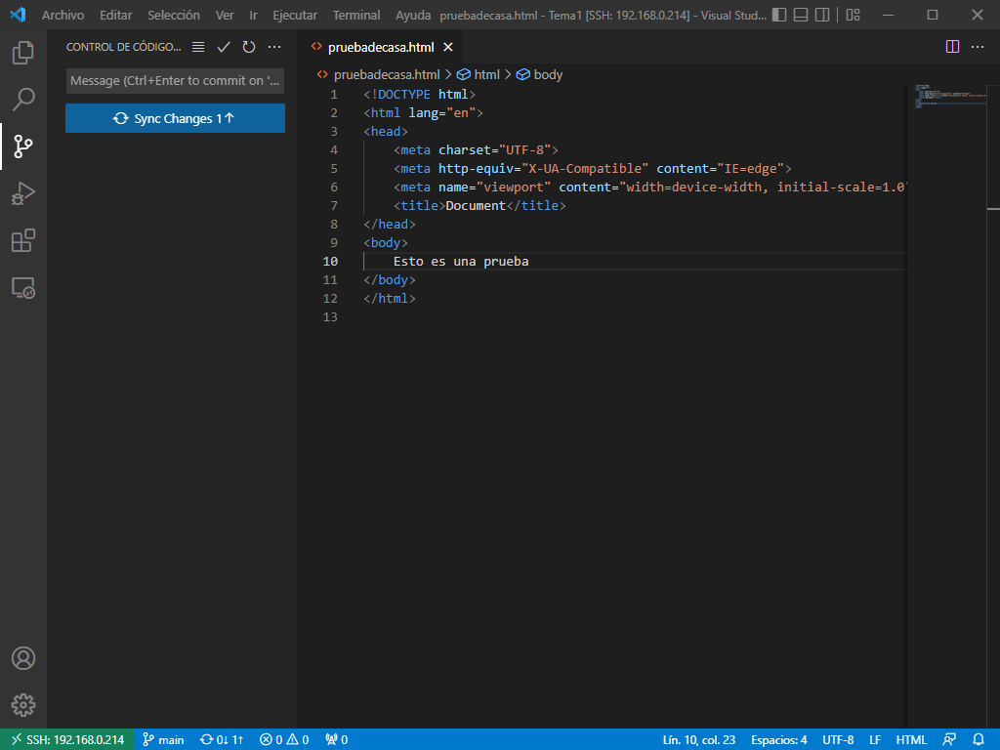 Archivo Editar Selección Ver Ir Ejecutar Terminal Ayuda pruebadecasa.html - Tema1 [SSH: 192.168.0.214] - Visual Stud...
CONTROL DE CÓDIGO...
Message (Ctrl+Enter to commit on '...
Sync Changes 1↑
pruebadecasa.html
pruebadecasa.html > html > body
1 <!DOCTYPE html>
2 <html lang="en">
3 <head>
4 <meta charset="UTF-8">
5 <meta http-equiv="X-UA-Compatible" content="IE=edge">
6 <meta name="viewport" content="width=device-width, initial-scale=1.0"
7 <title>Document</title>
8 </head>
9 <body>
10 Esto es una prueba
11 </body>
12 </html>
13
SSH: 192.168.0.214 main 0↓ 1↑ 0 0 0 Lín. 10, col. 23 Espacios: 4 UTF-8 LF HTML